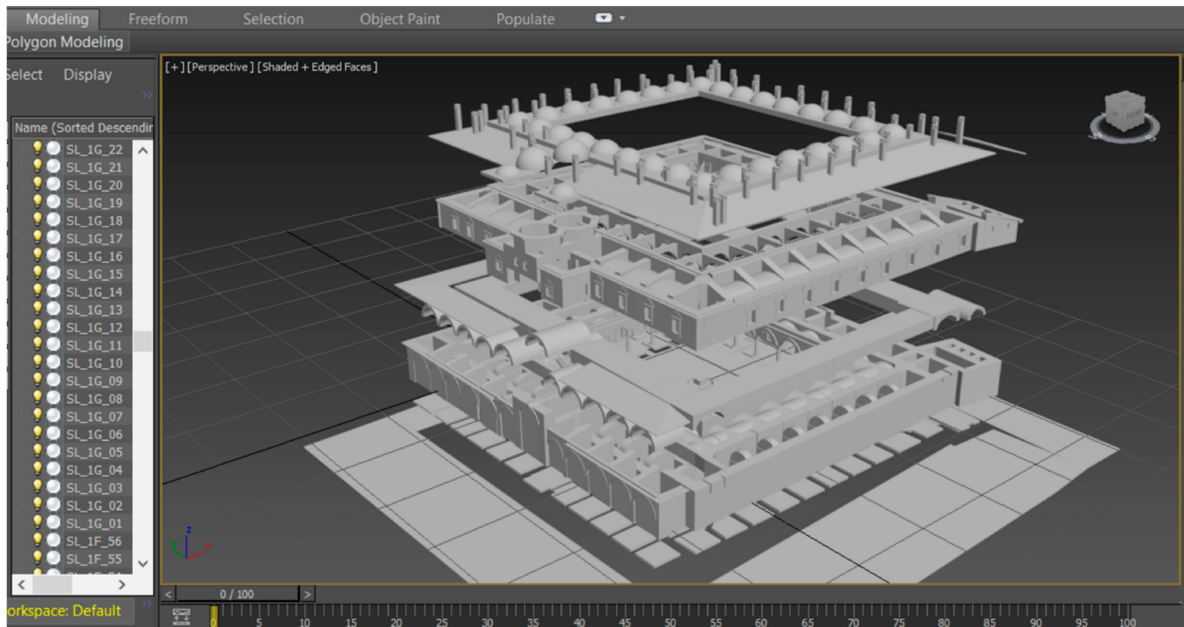 Modeling Freeform Selection Object Paint Populate
Polygon Modeling
Select Display
[+] [Perspective] [Shaded + Edged Faces]
Name (Sorted Descendin
SL_1G_22
SL_1G_21
SL_1G_20
SL_1G_19
SL_1G_18
SL_1G_17
SL_1G_16
SL_1G_15
SL_1G_14
SL_1G_13
SL_1G_12
SL_1G_11
SL_1G_10
SL_1G_09
SL_1G_08
SL_1G_07
SL_1G_06
SL_1G_05
SL_1G_04
SL_1G_03
SL_1G_02
SL_1G_01
SL_1F_56
SL_1F_55
z
0 / 100
orkspace: Default
0 5 10 15 20 25 30 35 40 45 50 55 60 65 70 75 80 85 90 95 100